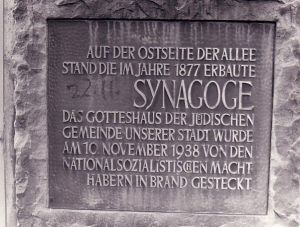 AUF DER OSTSEITE DER ALLEE
STAND DIE IM JAHRE 1877 ERBAUTE
SYNAGOGE
DAS GOTTESHAUS DER JÜDISCHEN
GEMEINDE UNSERER STADT WURDE
AM 10. NOVEMBER 1938 VON DEN
NATIONALSOZIALISTISCHEN MACHT
HABERN IN BRAND GESTECKT